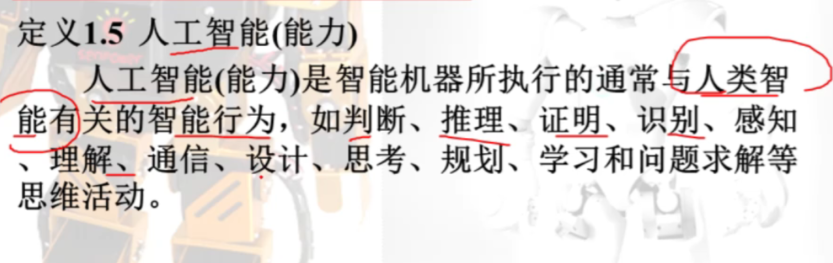 定义1.5 人工智能(能力)
人工智能(能力)是智能机器所执行的通常与人类智
能有关的智能行为，如判断、推理、证明、识别、感知
、理解、通信、设计、思考、规划、学习和问题求解等
思维活动。